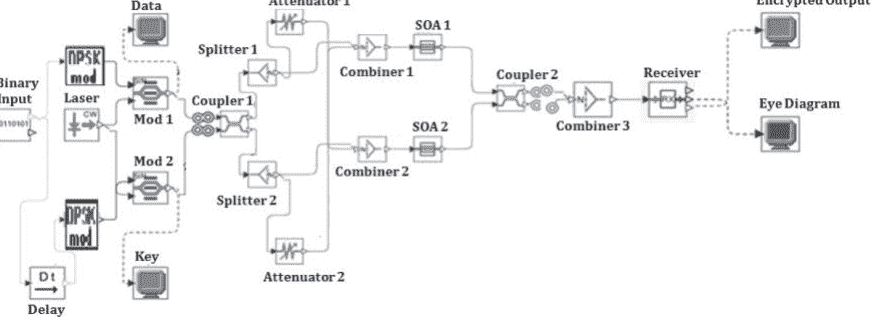 Data
Attenuator 1
Encrypted Output
Splitter 1
SOA 1
DPSK mod
Binary Input
Laser
CW
Coupler 1
Combiner 1
Coupler 2
Receiver
RX
Mod 1
Combiner 3
Eye Diagram
SOA 2
Mod 2
Combiner 2
Splitter 2
DPSK mod
Key
Dt
Attenuator 2
Delay